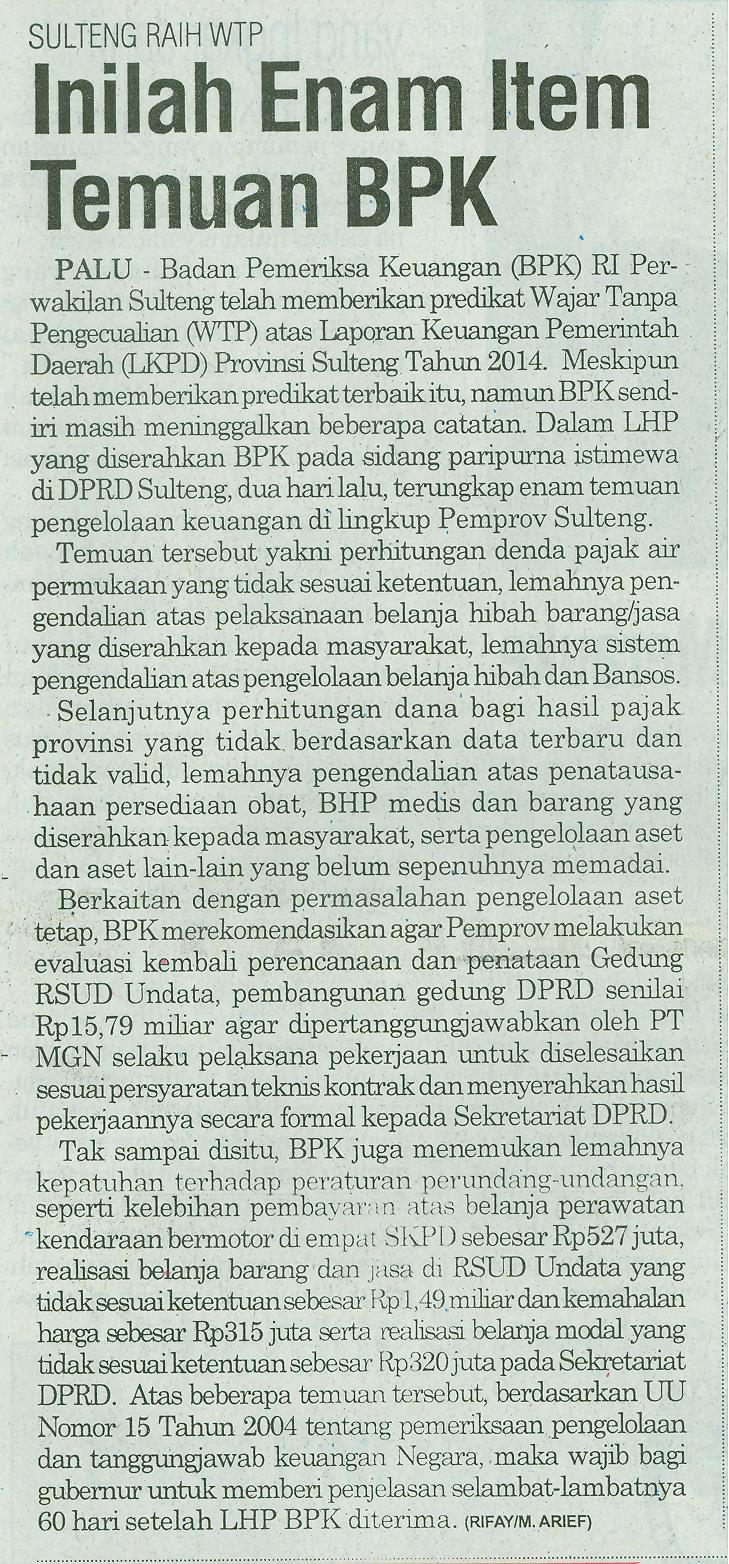 SULTENG RAIH WTP
Inilah Enam Item
Temuan BPK
PALU - Badan Pemeriksa Keuangan (BPK) RI Per-
wakilan Sulteng telah memberikan predikat Wajar Tanpa
Pengecualian (WTP) atas Laporan Keuangan Pemerintah
Daerah (LKPD) Provinsi Sulteng Tahun 2014. Meskipun
telah memberikan predikat terbaik itu, namun BPK send-
iri masih meninggalkan beberapa catatan. Dalam LHP
yang diserahkan BPK pada sidang paripurna istimewa
di DPRD Sulteng, dua hari lalu, terungkap enam temuan
pengelolaan keuangan di lingkup Pemprov Sulteng.
Temuan tersebut yakni perhitungan denda pajak air
permukaan yang tidak sesuai ketentuan, lemahnya pen-
gendalian atas pelaksanaan belanja hibah barang/jasa
yang diserahkan kepada masyarakat, lemahnya sistem
pengendalian atas pengelolaan belanja hibah dan Bansos.
Selanjutnya perhitungan dana bagi hasil pajak
provinsi yang tidak berdasarkan data terbaru dan
tidak valid, lemahnya pengendalian atas penatausa-
haan persediaan obat, BHP medis dan barang yang
diserahkan kepada masyarakat, serta pengelolaan aset
dan aset lain-lain yang belum sepenuhnya memadai.
Berkaitan dengan permasalahan pengelolaan aset
tetap, BPK merekomendasikan agar Pemprov melakukan
evaluasi kembali perencanaan dan penataan Gedung
RSUD Undata, pembangunan gedung DPRD senilai
Rp15,79 miliar agar dipertanggungjawabkan oleh PT
MGN selaku pelaksana pekerjaan untuk diselesaikan
sesuai persyaratan teknis kontrak dan menyerahkan hasil
pekerjaannya secara formal kepada Sekretariat DPRD.
Tak sampai disitu, BPK juga menemukan lemahnya
kepatuhan terhadap peraturan perundang-undangan,
seperti kelebihan pembayaran atas belanja perawatan
kendaraan bermotor di empat SKPD sebesar Rp527 juta,
realisasi belanja barang dan jasa di RSUD Undata yang
tidak sesuai ketentuan sebesar Rp1,49 miliar dan kemahalan
harga sebesar Rp315 juta serta realisasi belanja modal yang
tidak sesuai ketentuan sebesar Rp320 juta pada Sekretariat
DPRD. Atas beberapa temuan tersebut, berdasarkan UU
Nomor 15 Tahun 2004 tentang pemeriksaan pengelolaan
dan tanggungjawab keuangan Negara, maka wajib bagi
gubernur untuk memberi penjelasan selambat-lambatnya
60 hari setelah LHP BPK diterima. (RIFAY/M. ARIEF)